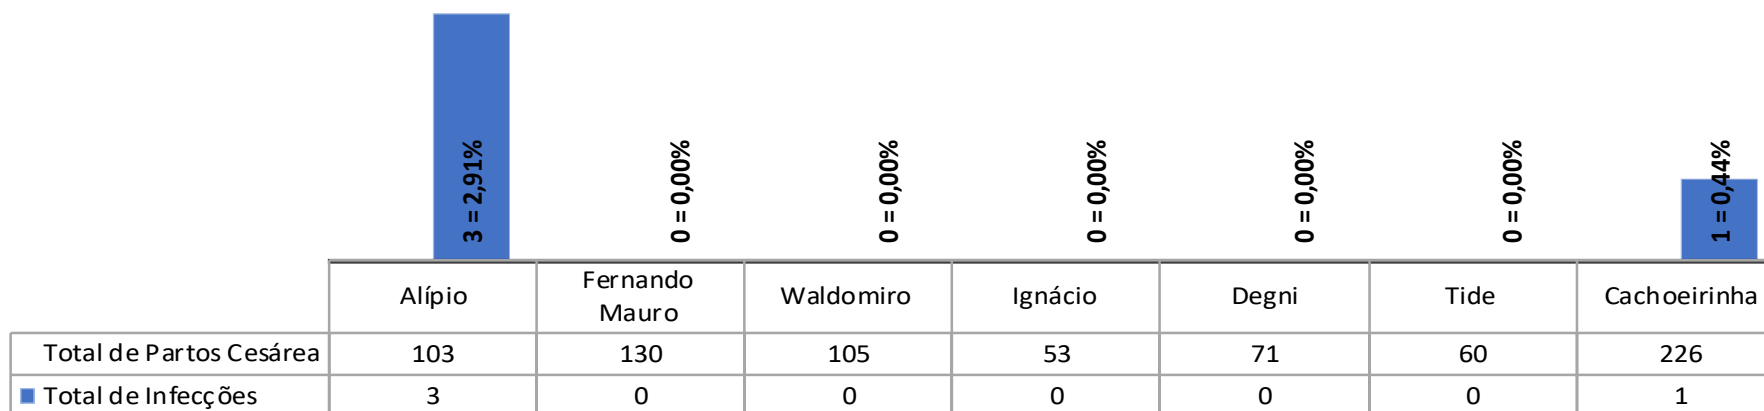 3 = 2,91%
0 = 0,00%
0 = 0,00%
0 = 0,00%
0 = 0,00%
0 = 0,00%
1 = 0,44%
Alípio Fernando Mauro Waldomiro Ignácio Degni Tide Cachoeirinha
Total de Partos Cesárea 103 130 105 53 71 60 226
Total de Infecções 3 0 0 0 0 0 1